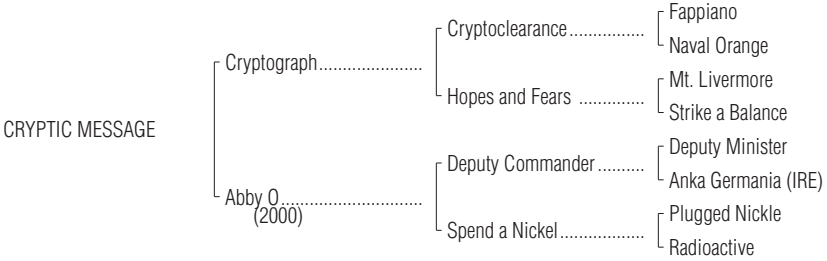 Fappiano
Cryptoclearance..................
Naval Orange
Cryptograph......................
Mt. Livermore
Hopes and Fears ..............
Strike a Balance
CRYPTIC MESSAGE
Deputy Minister
Deputy Commander..........
Anka Germania (IRE)
Abby O..............................
(2000)
Plugged Nickle
Spend a Nickel..................
Radioactive